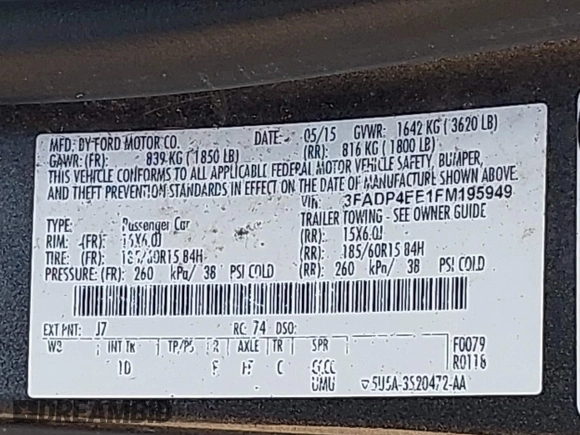 MFD. BY FORD MOTOR CO. DATE: 05/15 GVWR: 1642 KG ( 3620 LB)
GAWR: (FR): 839 KG ( 1850 LB) (RR): 816 KG ( 1800 LB)
THIS VEHICLE CONFORMS TO ALL APPLICABLE FEDERAL MOTOR VEHICLE SAFETY, BUMPER,
AND THEFT PREVENTION STANDARDS IN EFFECT ON THE DATE OF MANUFACTURE SHOWN ABOVE.
VIN: 3FADP4FE1FM195949
TYPE: Passenger Car TRAILER TOWING - SEE OWNER GUIDE
RIM: (FR): 15X6.0J (RR): 15X6.0J
TIRE: (FR): 185/60R15 84H (RR): 185/60R15 84H
PRESSURE: (FR): 260 kPa/ 38 PSI COLD (RR): 260 kPa/ 38 PSI COLD
EXT PNT: J7 RC: 74 DSO:
WB INT TR TP/PS R AXLE TR SPR F0079
R0116
5U5A-3S20472-AA
DREAMBID